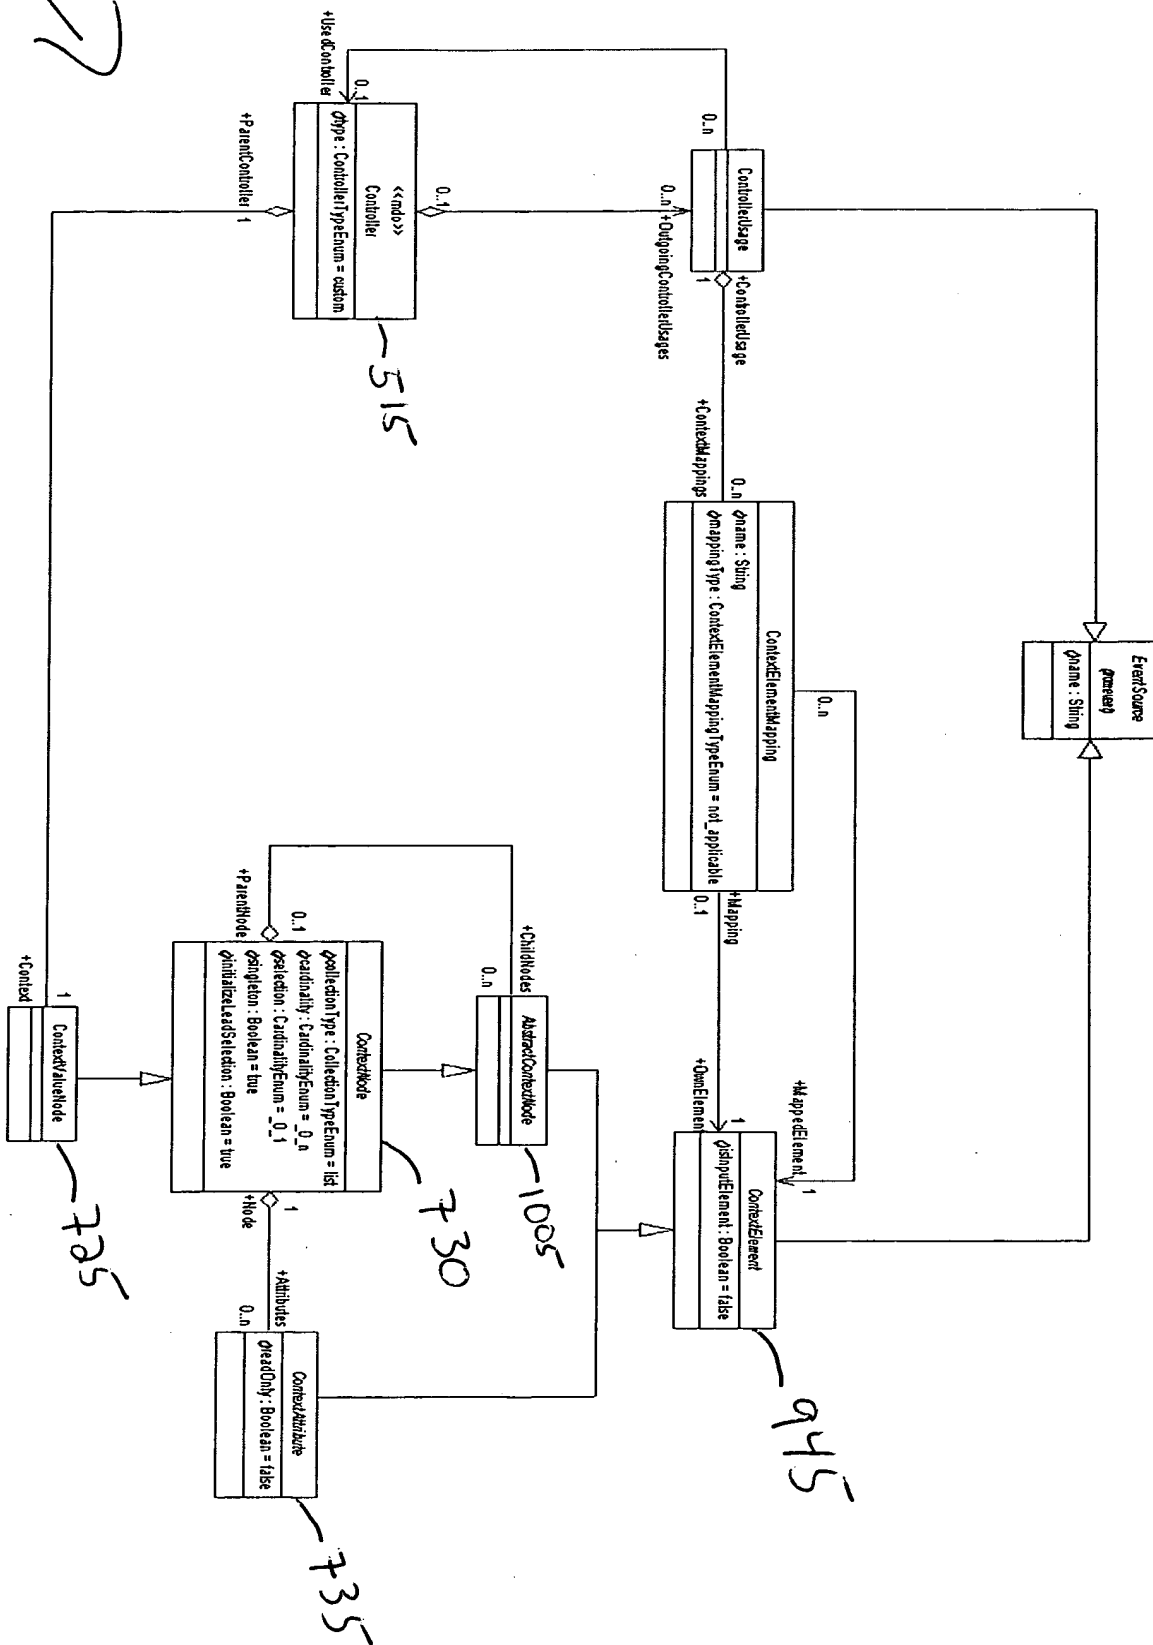 EventSource
name : String
ControllerUsage
0..n
0..n
+OutgoingControllerUsages
+ControllerUsage
1
+ContextMappings
0..n
ContextElementMapping
name : String
mappingType : ContextElementMappingTypeEnum = not_applicable
0..n
+Mapping
0..1
+MappedElement
1
+OwnElement
1
ContextElement
isInputElement : Boolean = false
945
+UsedController
0..1
0..1
<<mdo>>
Controller
type : ControllerTypeEnum = custom
515
+ParentController
1
+ChildNodes
0..n
AbstractContextNode
1005
+ParentNode
0..1
ContextNode
collectionType : CollectionTypeEnum = list
cardinality : CardinalityEnum = _0_n
selection : CardinalityEnum = _0_1
singleton : Boolean = true
initializeLeadSelection : Boolean = true
730
+Node
1
+Attributes
0..n
ContextAttribute
readOnly : Boolean = false
735
+Context
1
ContextValueNode
725